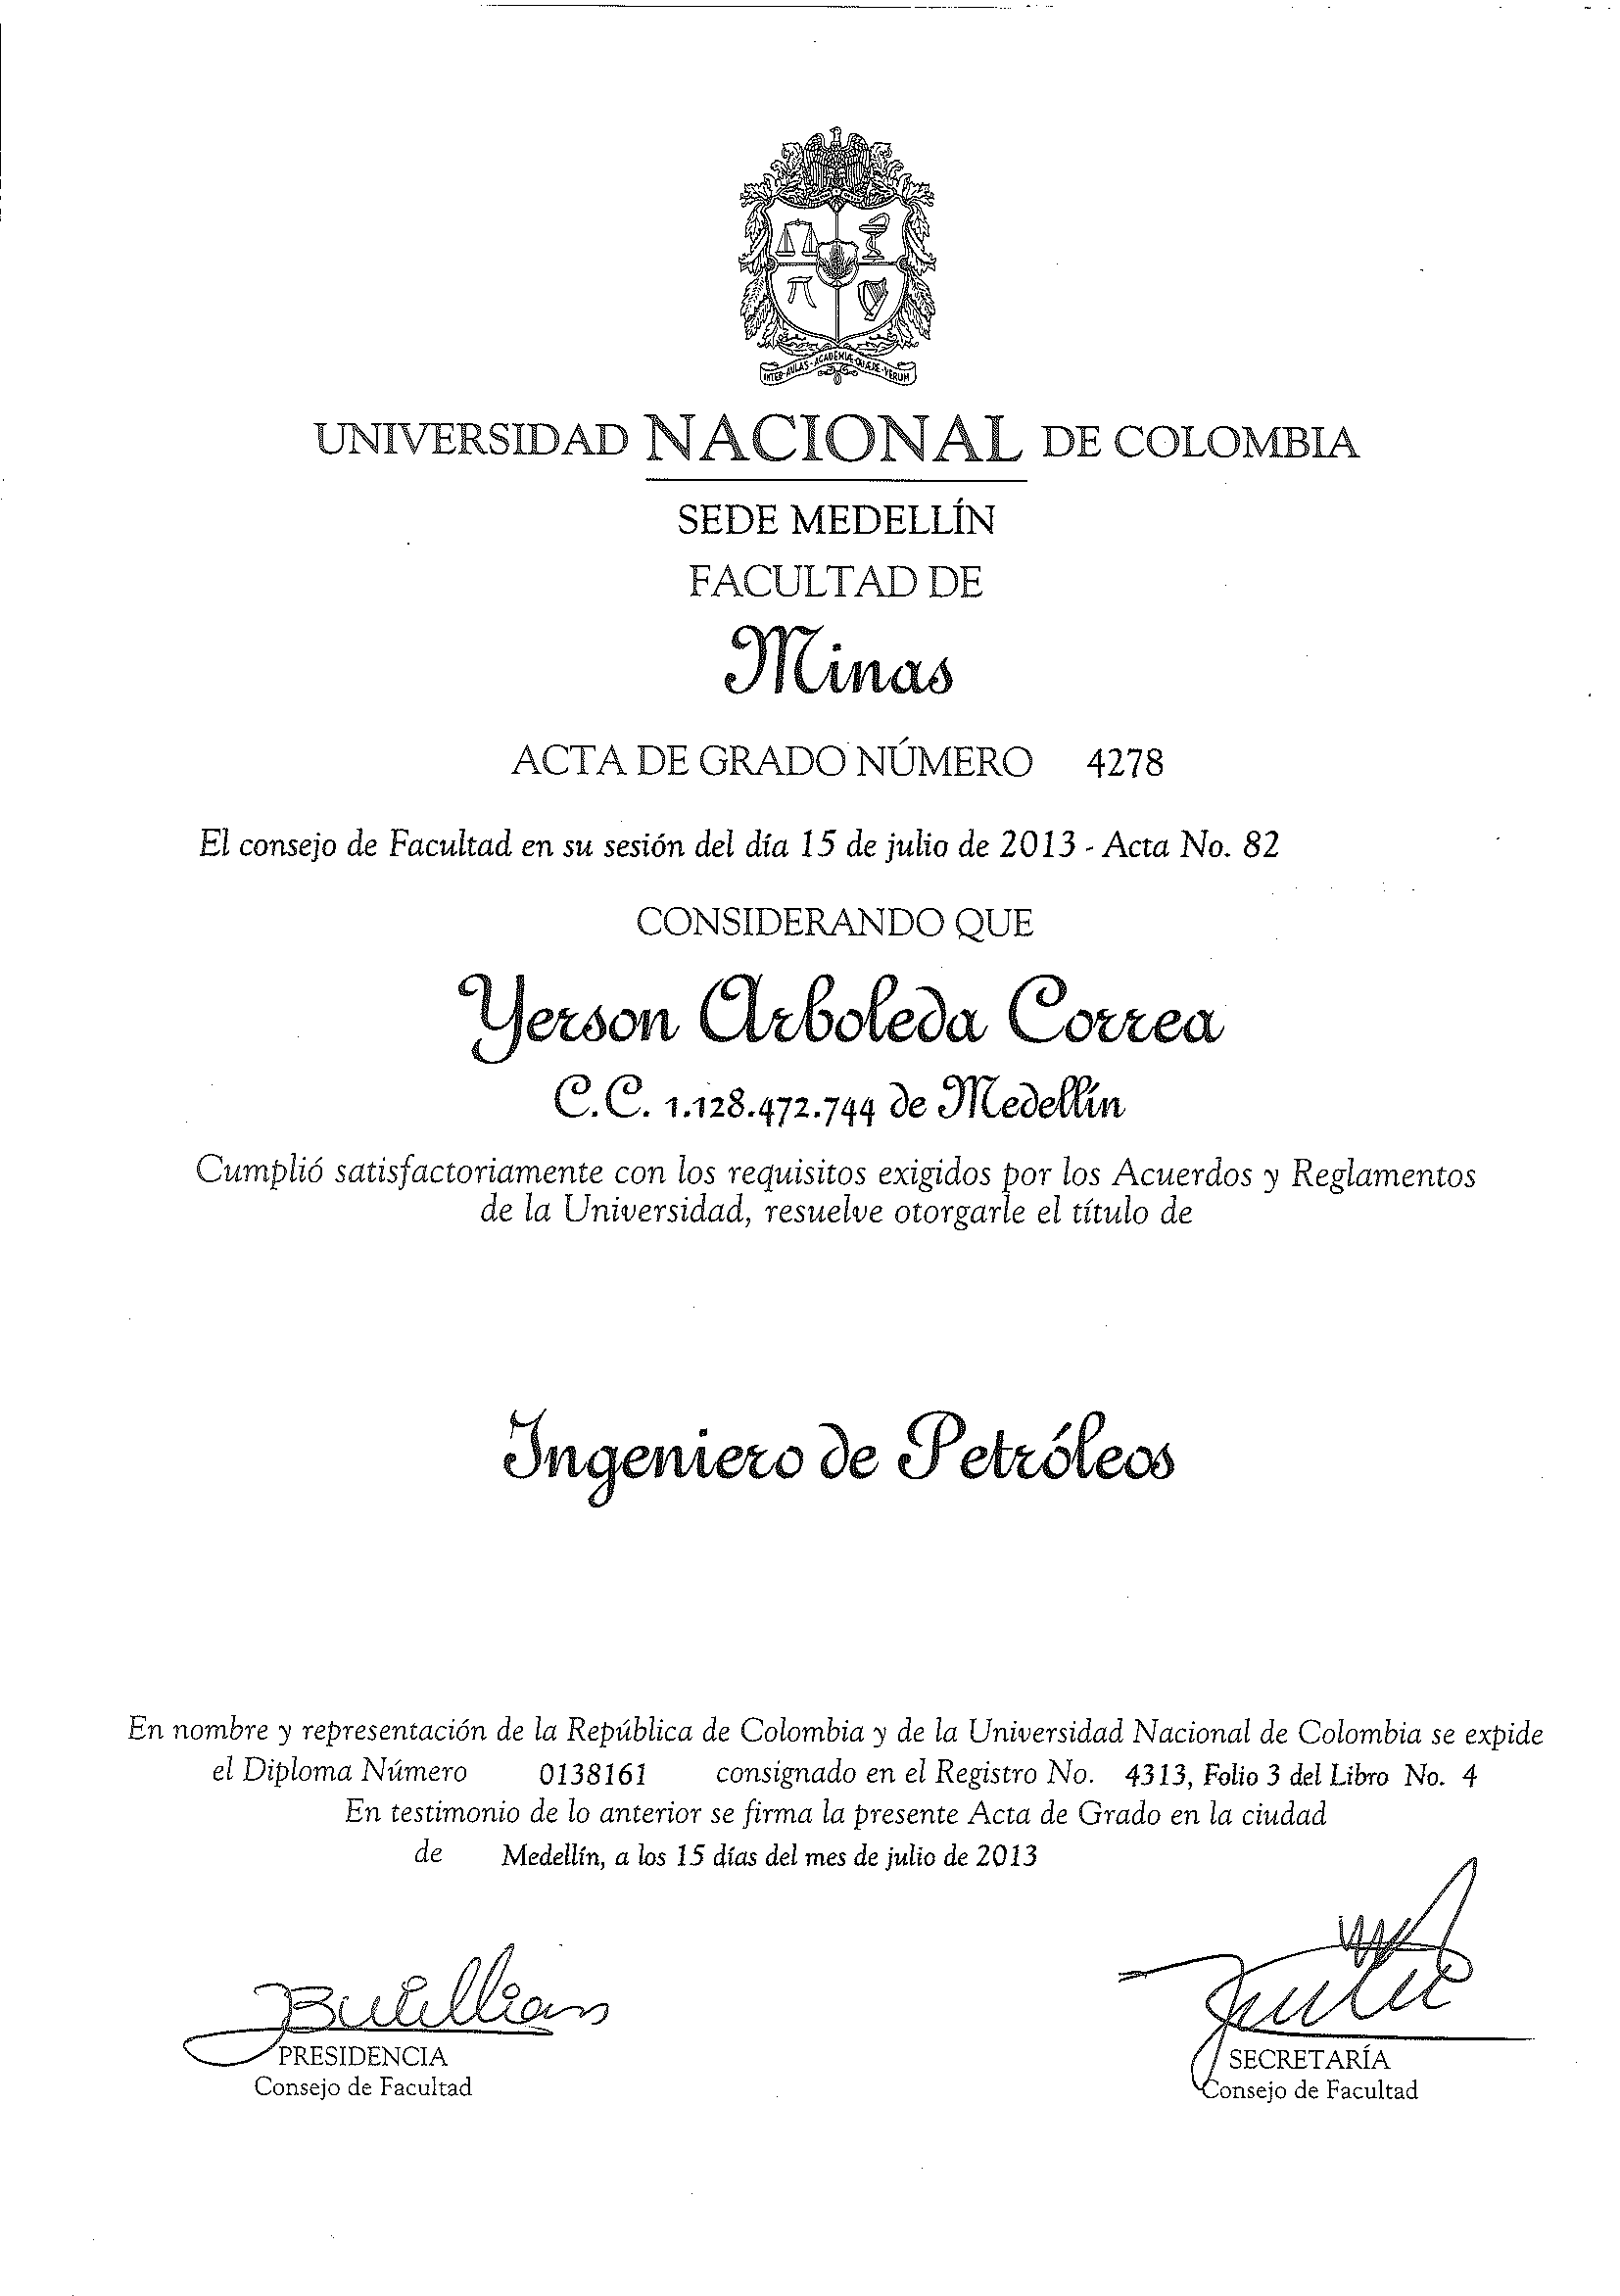 INTER · AULAS · ACADEMIÆ · QUÆRE · VERUM
UNIVERSIDAD NACIONAL DE COLOMBIA
SEDE MEDELLÍN
FACULTAD DE
Minas
ACTA DE GRADO NÚMERO 4278
El consejo de Facultad en su sesión del día 15 de julio de 2013 - Acta No. 82
CONSIDERANDO QUE
Yerson Arboleda Correa
C.C. 1.128.472.744 de Medellín
Cumplió satisfactoriamente con los requisitos exigidos por los Acuerdos y Reglamentos
de la Universidad, resuelve otorgarle el título de
Ingeniero de Petróleos
En nombre y representación de la República de Colombia y de la Universidad Nacional de Colombia se expide
el Diploma Número 0138161 consignado en el Registro No. 4313, Folio 3 del Libro No. 4
En testimonio de lo anterior se firma la presente Acta de Grado en la ciudad
de Medellín, a los 15 días del mes de julio de 2013
PRESIDENCIA
Consejo de Facultad
SECRETARÍA
Consejo de Facultad